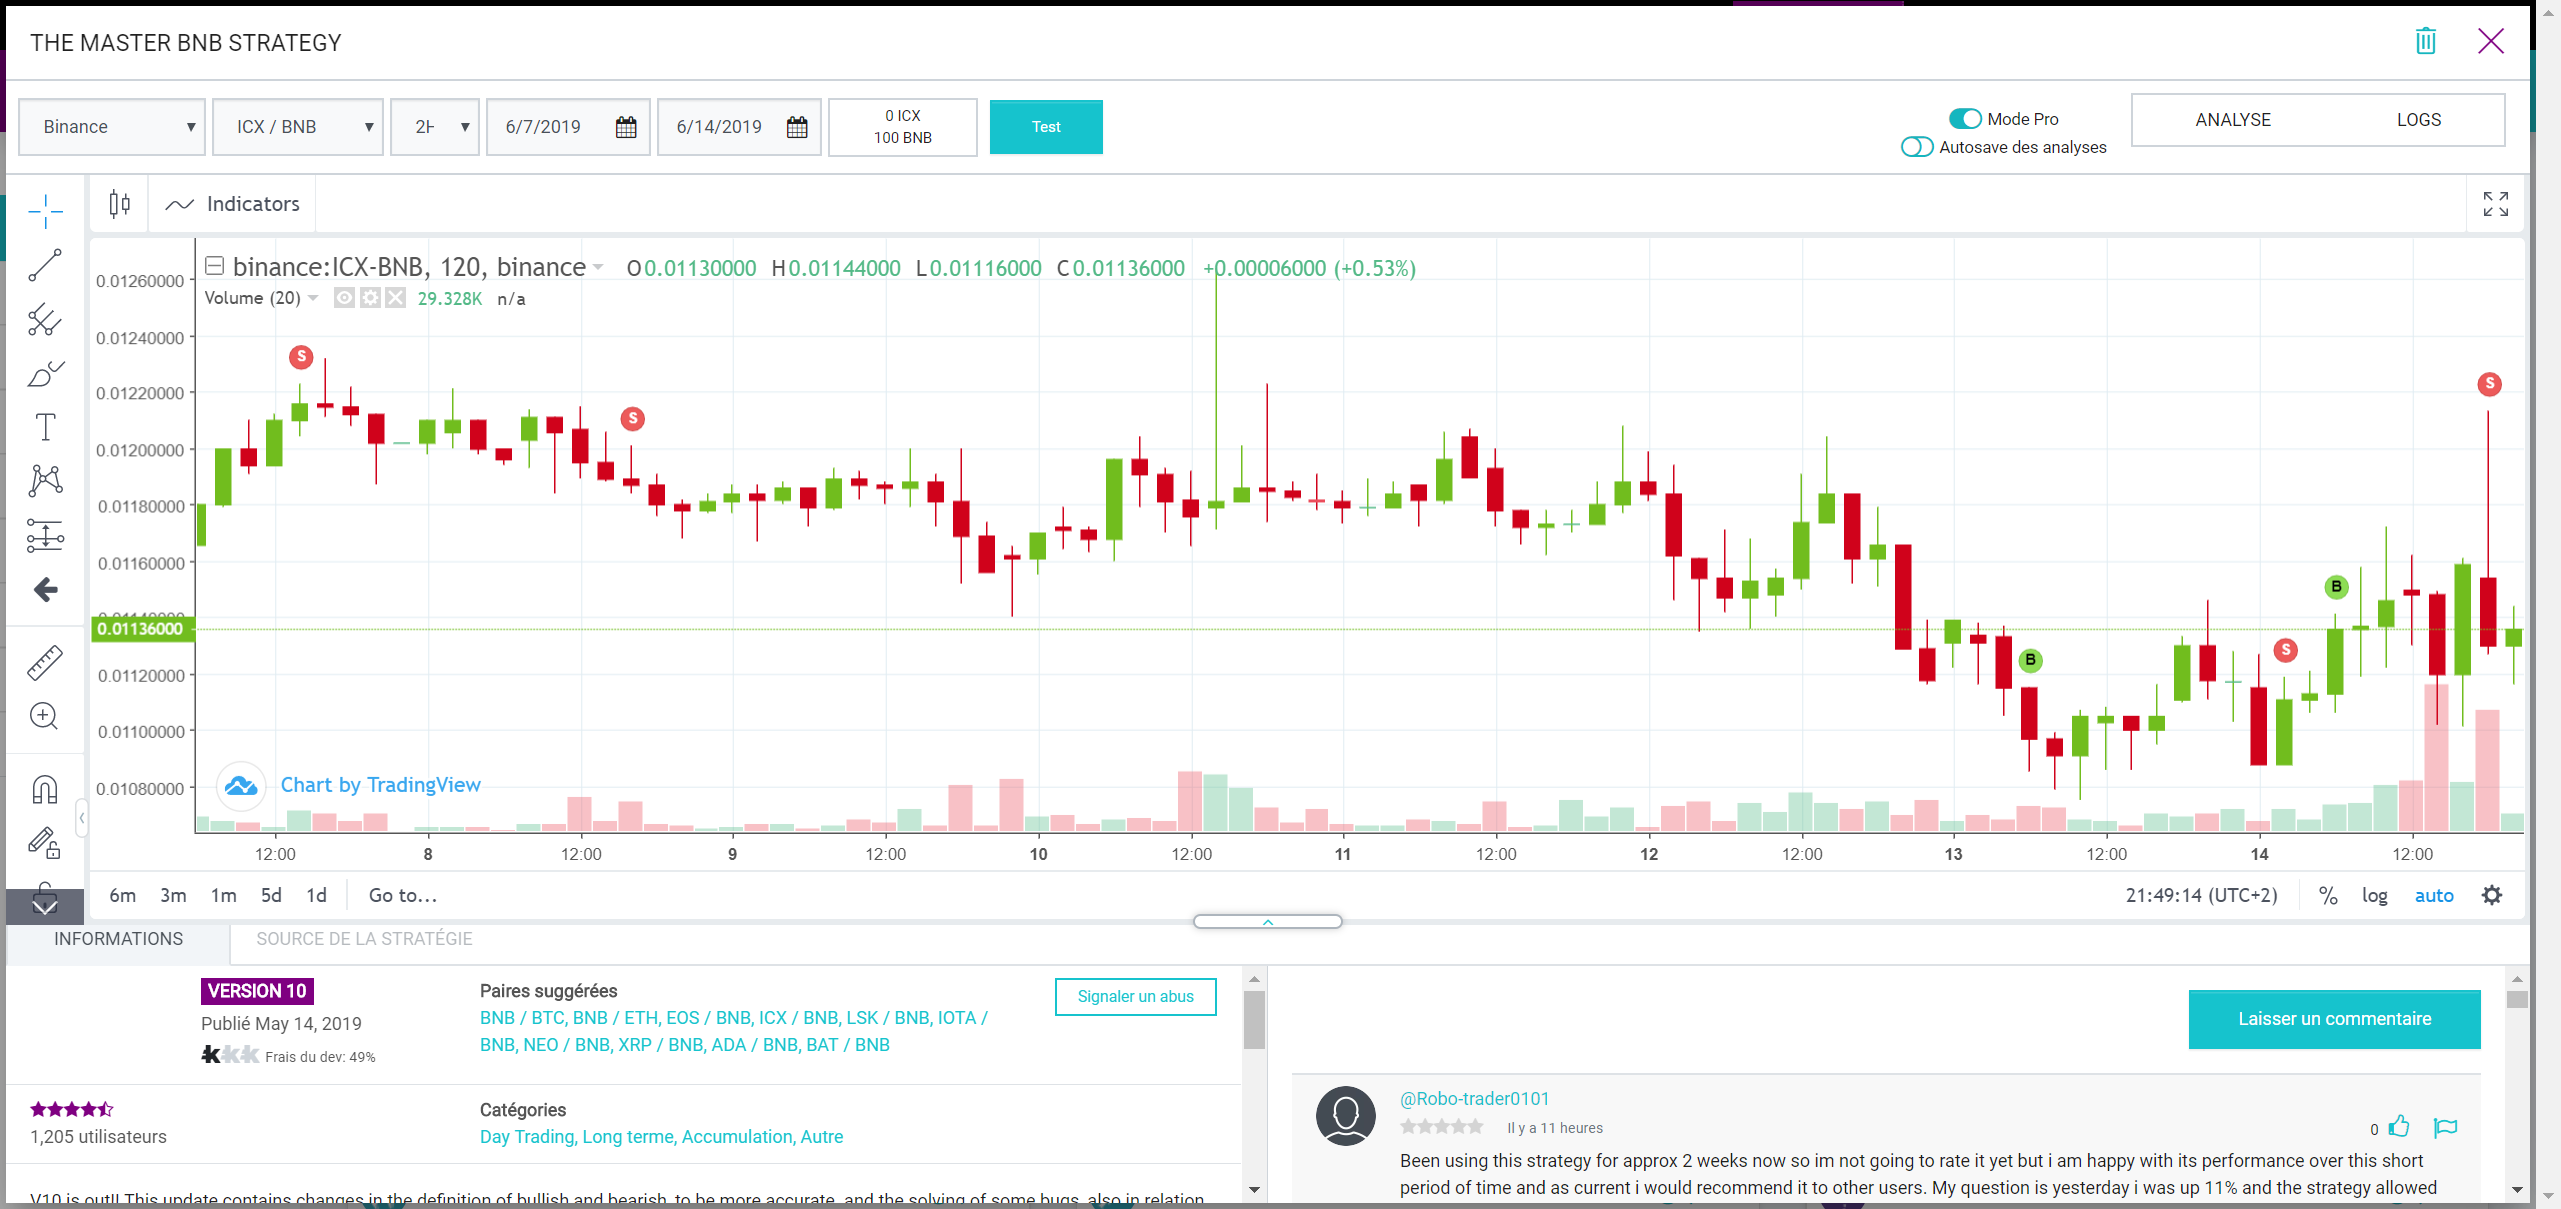 THE MASTER BNB STRATEGY
Binance
ICX / BNB
2H
6/7/2019
6/14/2019
0 ICX
100 BNB
Test
Mode Pro
Autosave des analyses
ANALYSE
LOGS
Indicators
binance:ICX-BNB, 120, binance
O 0.01130000 H 0.01144000 L 0.01116000 C 0.01136000 +0.00006000 (+0.53%)
Volume (20)
29.328K n/a
0.01260000
0.01240000
0.01220000
0.01200000
0.01180000
0.01160000
0.01140000
0.01136000
0.01120000
0.01100000
0.01080000
S
S
B
S
B
S
Chart by TradingView
12:00 8 12:00 9 12:00 10 12:00 11 12:00 12 12:00 13 12:00 14 12:00
6m 3m 1m 5d 1d Go to...
21:49:14 (UTC+2) % log auto
INFORMATIONS
SOURCE DE LA STRATÉGIE
VERSION 10
Publié May 14, 2019
Frais du dev: 49%
Paires suggérées
BNB / BTC, BNB / ETH, EOS / BNB, ICX / BNB, LSK / BNB, IOTA /
BNB, NEO / BNB, XRP / BNB, ADA / BNB, BAT / BNB
Signaler un abus
1,205 utilisateurs
Catégories
Day Trading, Long terme, Accumulation, Autre
V10 is out!! This update contains changes in the definition of bullish and bearish, to be more accurate, and the solving of some bugs, also in relation
Laisser un commentaire
@Robo-trader0101
Il y a 11 heures
0
Been using this strategy for approx 2 weeks now so im not going to rate it yet but i am happy with its performance over this short
period of time and as current i would recommend it to other users. My question is yesterday i was up 11% and the strategy allowed